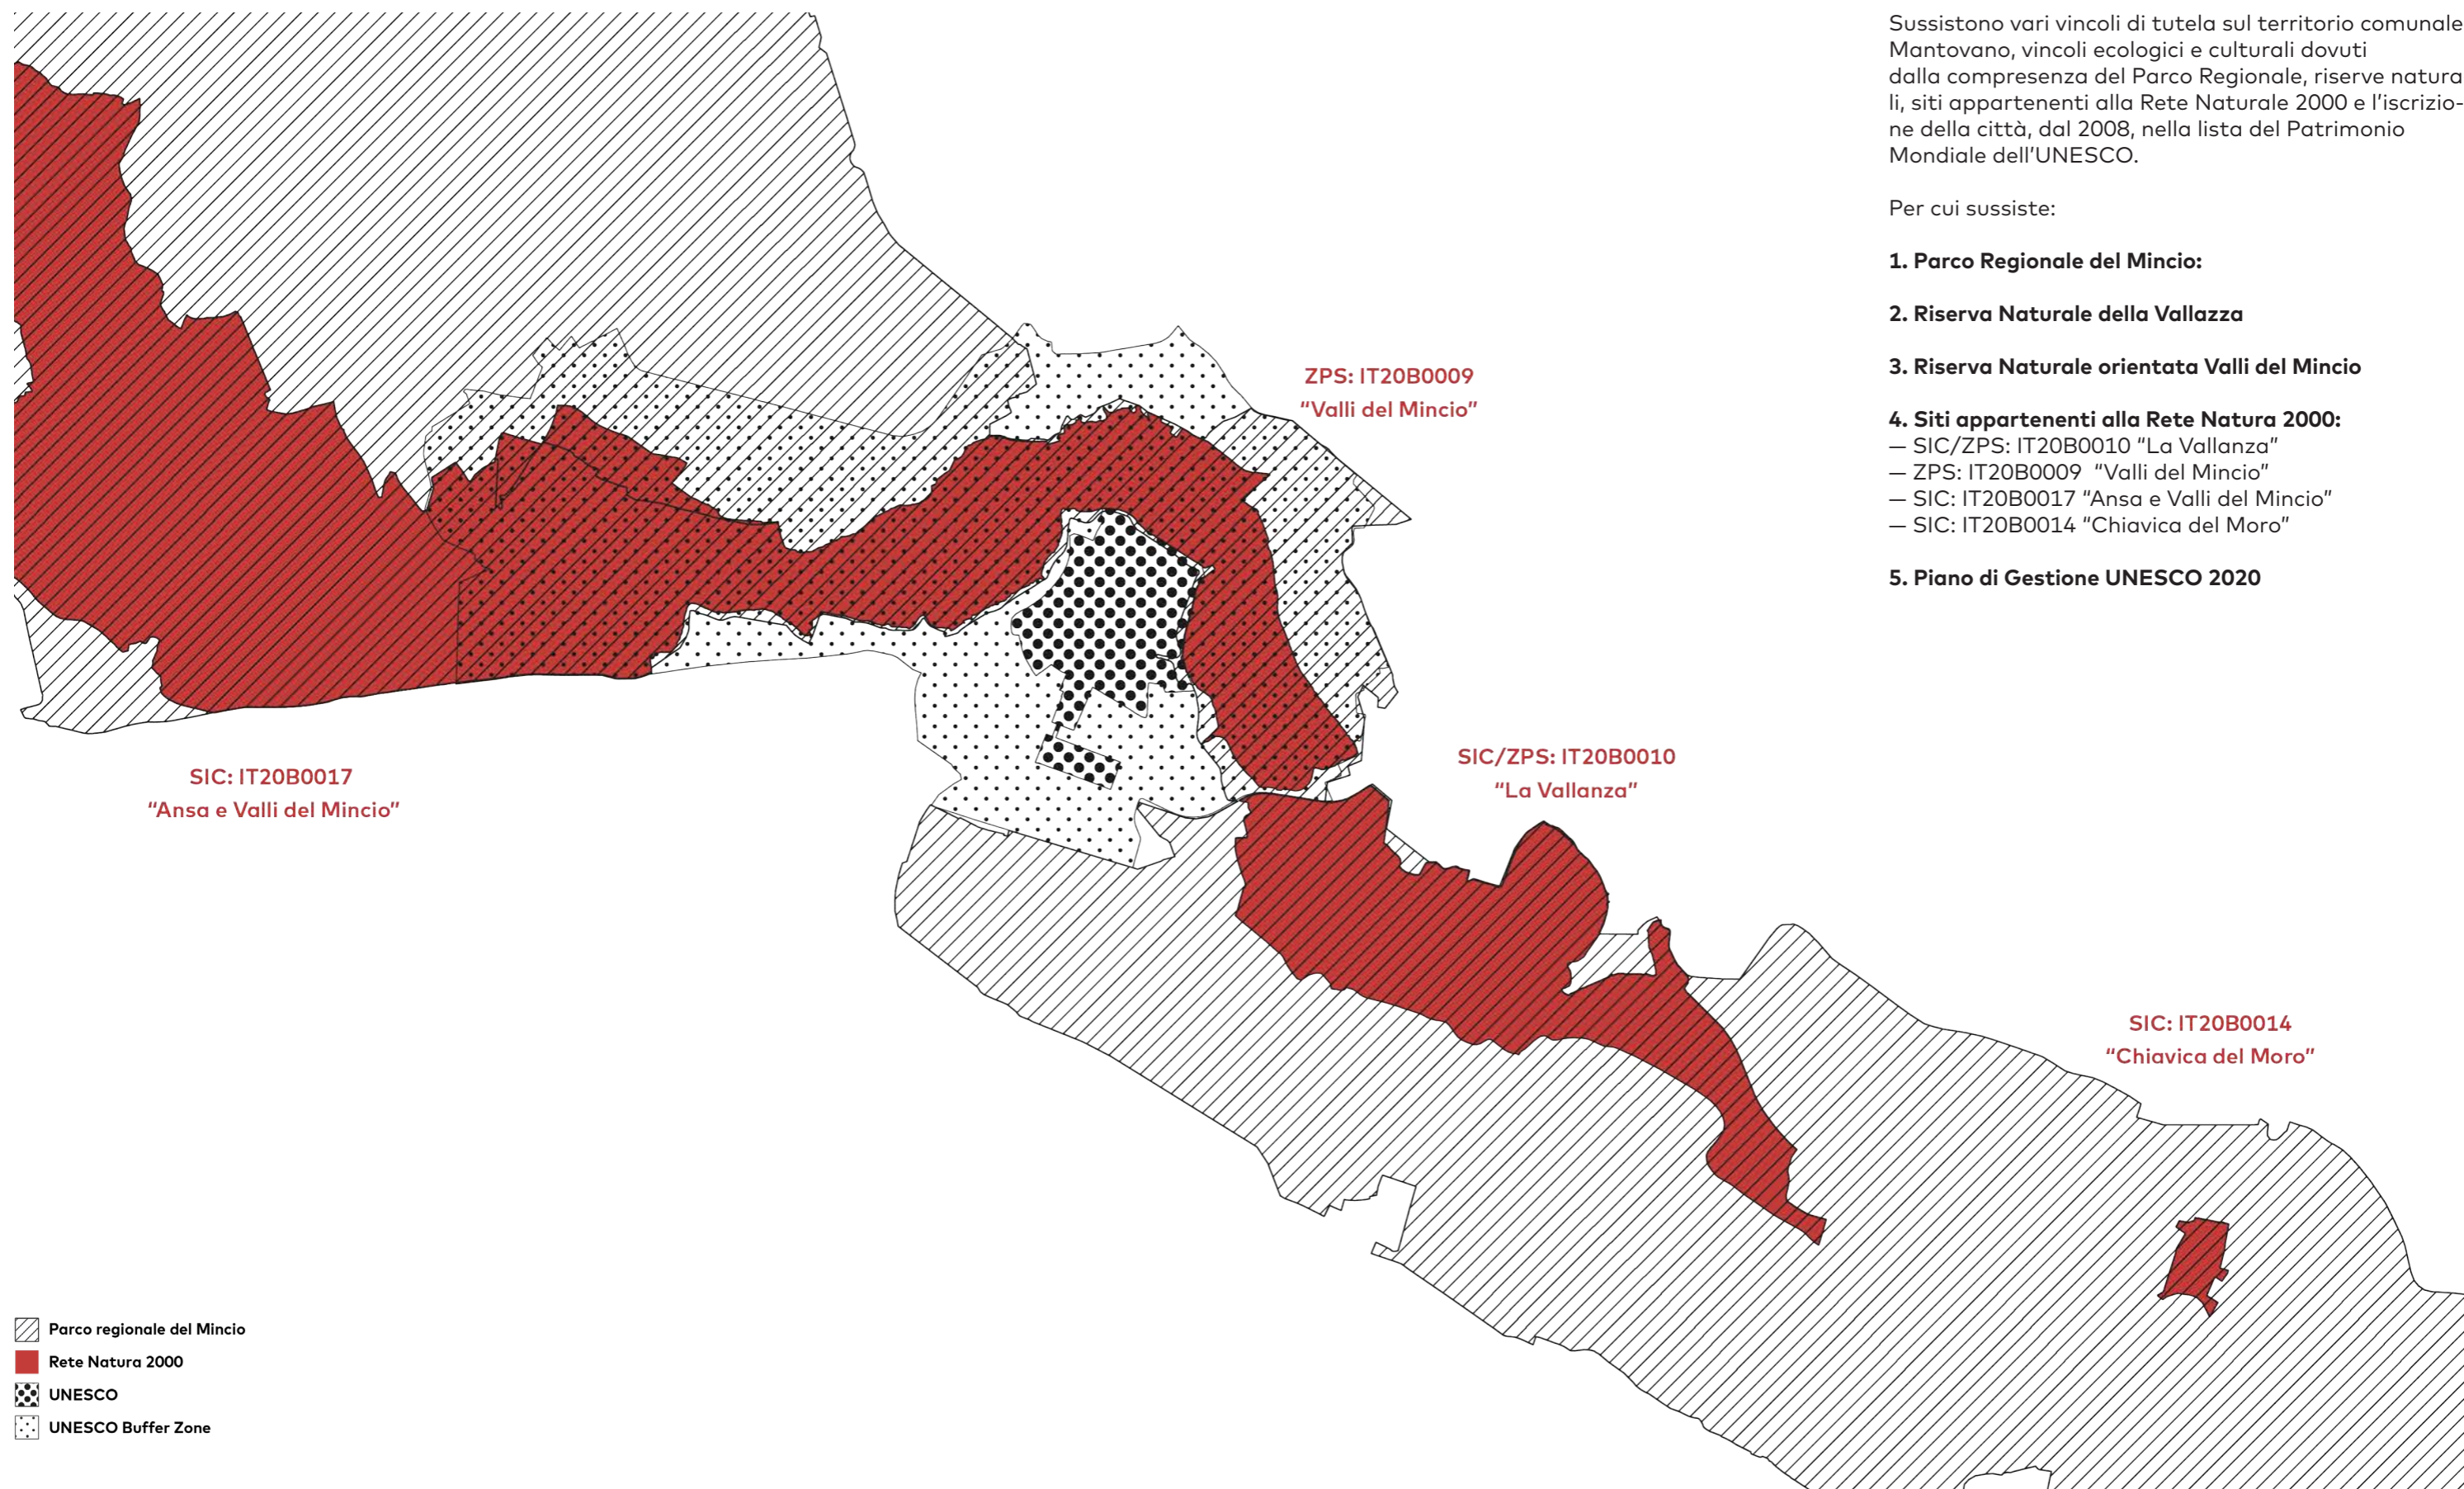 Sussistono vari vincoli di tutela sul territorio comunale
Mantovano, vincoli ecologici e culturali dovuti
dalla compresenza del Parco Regionale, riserve natura
li, siti appartenenti alla Rete Naturale 2000 e l'iscrizio-
ne della città, dal 2008, nella lista del Patrimonio
Mondiale dell'UNESCO.
Per cui sussiste:
1. Parco Regionale del Mincio:
2. Riserva Naturale della Vallazza
3. Riserva Naturale orientata Valli del Mincio
4. Siti appartenenti alla Rete Natura 2000:
— SIC/ZPS: IT20B0010 “La Vallanza”
— ZPS: IT20B0009 “Valli del Mincio”
— SIC: IT20B0017 “Ansa e Valli del Mincio”
— SIC: IT20B0014 “Chiavica del Moro”
5. Piano di Gestione UNESCO 2020
ZPS: IT20B0009
“Valli del Mincio”
SIC: IT20B0017
“Ansa e Valli del Mincio”
SIC/ZPS: IT20B0010
“La Vallanza”
SIC: IT20B0014
“Chiavica del Moro”
Parco regionale del Mincio
Rete Natura 2000
UNESCO
UNESCO Buffer Zone